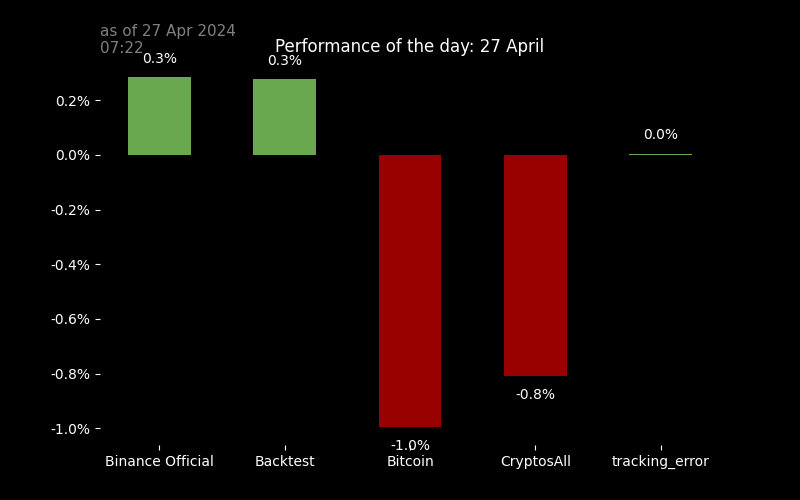 as of 27 Apr 2024
07:22
Performance of the day: 27 April
0.3%
0.3%
0.2%
0.0%
0.0%
-0.2%
-0.4%
-0.6%
-0.8%
-0.8%
-1.0%
-1.0%
Binance Official
Backtest
Bitcoin
CryptosAll
tracking_error